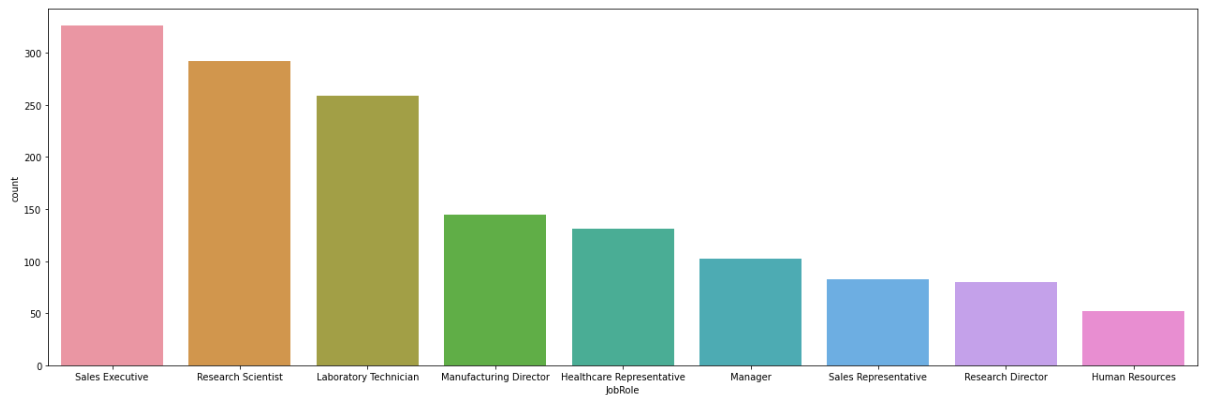 300
250
200
150
100
50
0
count
Sales Executive Research Scientist Laboratory Technician Manufacturing Director Healthcare Representative Manager Sales Representative Research Director Human Resources
JobRole